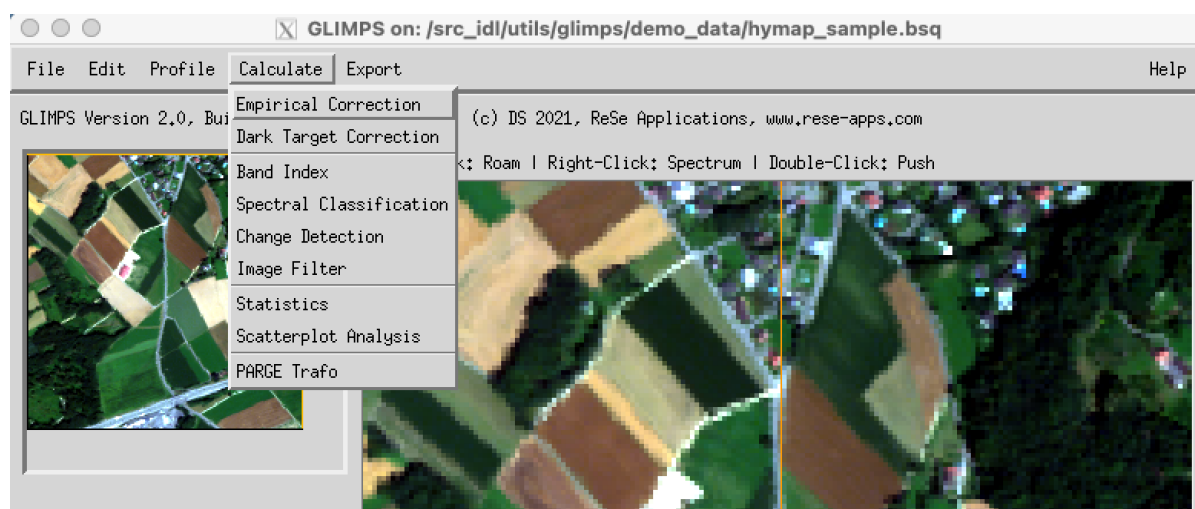 GLIMPS on: /src_idl/utils/glimps/demo_data/hymap_sample.bsq
File Edit Profile Calculate Export Help
GLIMPS Version 2.0, (c) DS 2021, ReSe Applications, www.rese-apps.com
Roam | Right-Click: Spectrum | Double-Click: Push
Empirical Correction
Dark Target Correction
Band Index
Spectral Classification
Change Detection
Image Filter
Statistics
Scatterplot Analysis
PARGE Trafo